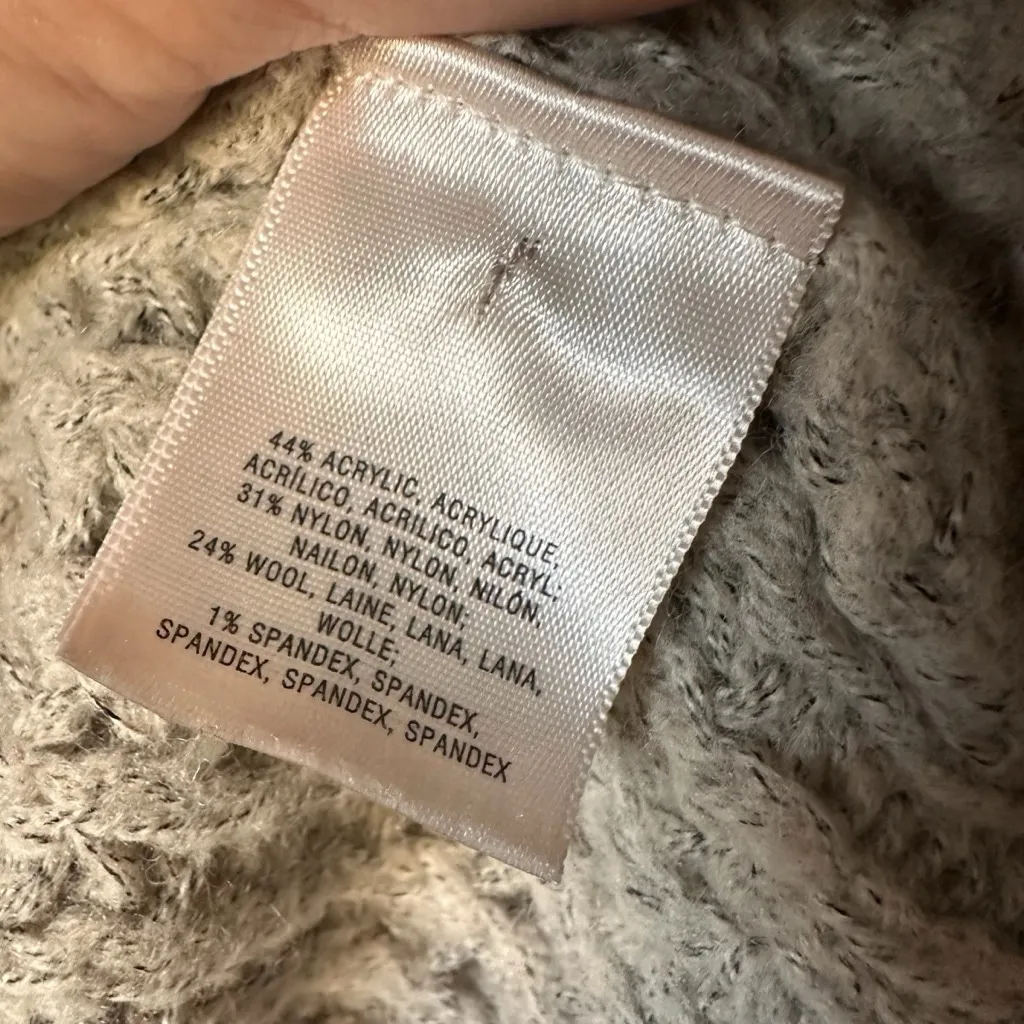 44% ACRYLIC, ACRYLIQUE,
ACRÍLICO, ACRILICO, ACRYL;
31% NYLON, NYLON, NILÓN,
NAILON, NYLON;
24% WOOL, LAINE, LANA, LANA,
WOLLE;
1% SPANDEX, SPANDEX,
SPANDEX, SPANDEX, SPANDEX